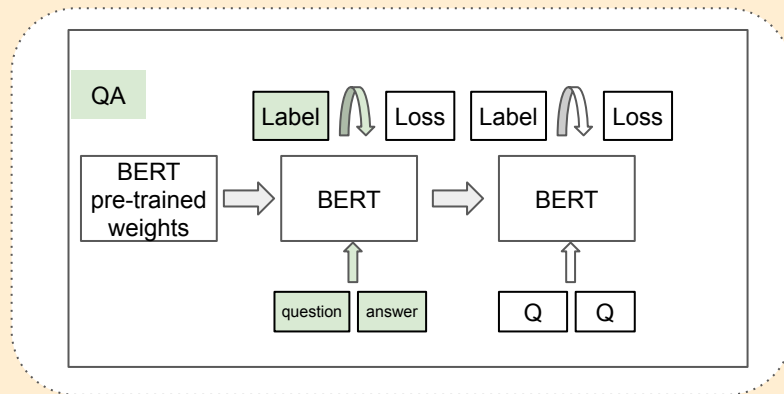 QA
Label Loss Label Loss
BERT
pre-trained
weights
BERT
BERT
question answer
Q Q